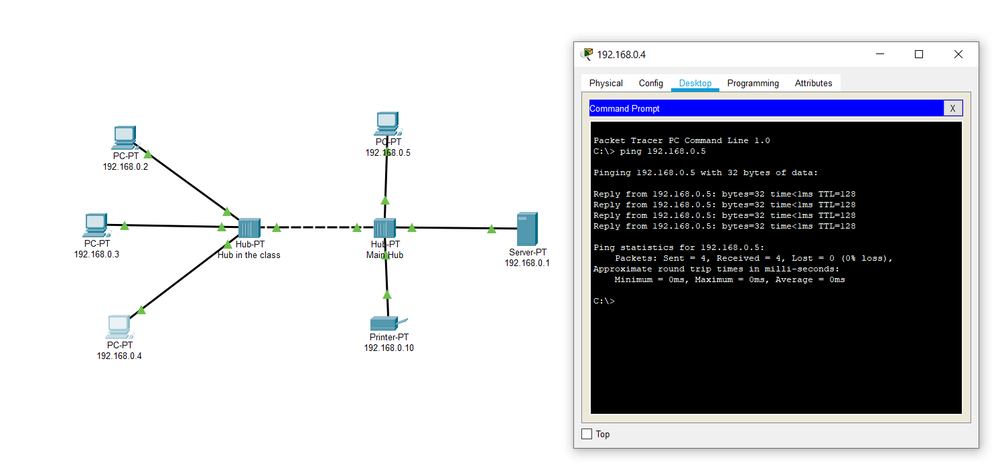 PC-PT
192.168.0.2
PC-PT
192.168.0.3
PC-PT
192.168.0.4
Hub-PT
Hub in the class
PC-PT
192.168.0.5
Hub-PT
Main Hub
Printer-PT
192.168.0.10
Server-PT
192.168.0.1
192.168.0.4
Physical Config Desktop Programming Attributes
Command Prompt X
Packet Tracer PC Command Line 1.0
C:\> ping 192.168.0.5
Pinging 192.168.0.5 with 32 bytes of data:
Reply from 192.168.0.5: bytes=32 time<1ms TTL=128
Reply from 192.168.0.5: bytes=32 time<1ms TTL=128
Reply from 192.168.0.5: bytes=32 time<1ms TTL=128
Reply from 192.168.0.5: bytes=32 time<1ms TTL=128
Ping statistics for 192.168.0.5:
Packets: Sent = 4, Received = 4, Lost = 0 (0% loss),
Approximate round trip times in milli-seconds:
Minimum = 0ms, Maximum = 0ms, Average = 0ms
C:\>
Top